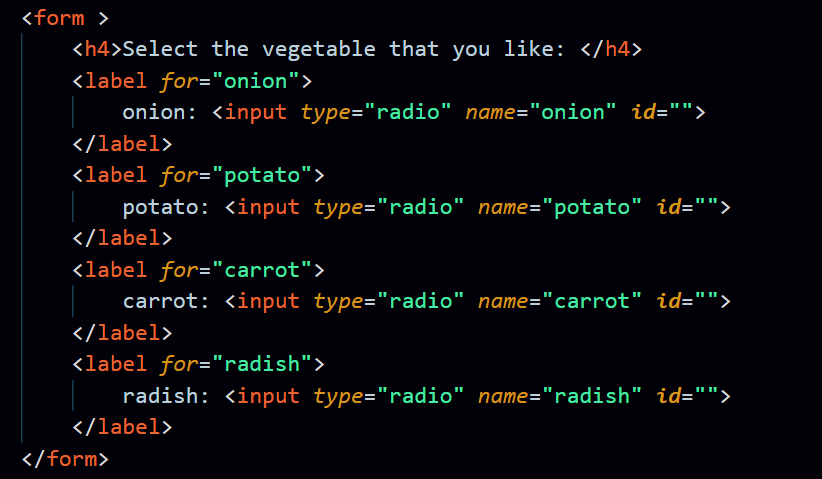 <form >
    <h4>Select the vegetable that you like: </h4>
    <label for="onion">
        onion: <input type="radio" name="onion" id="">
    </label>
    <label for="potato">
        potato: <input type="radio" name="potato" id="">
    </label>
    <label for="carrot">
        carrot: <input type="radio" name="carrot" id="">
    </label>
    <label for="radish">
        radish: <input type="radio" name="radish" id="">
    </label>
</form>